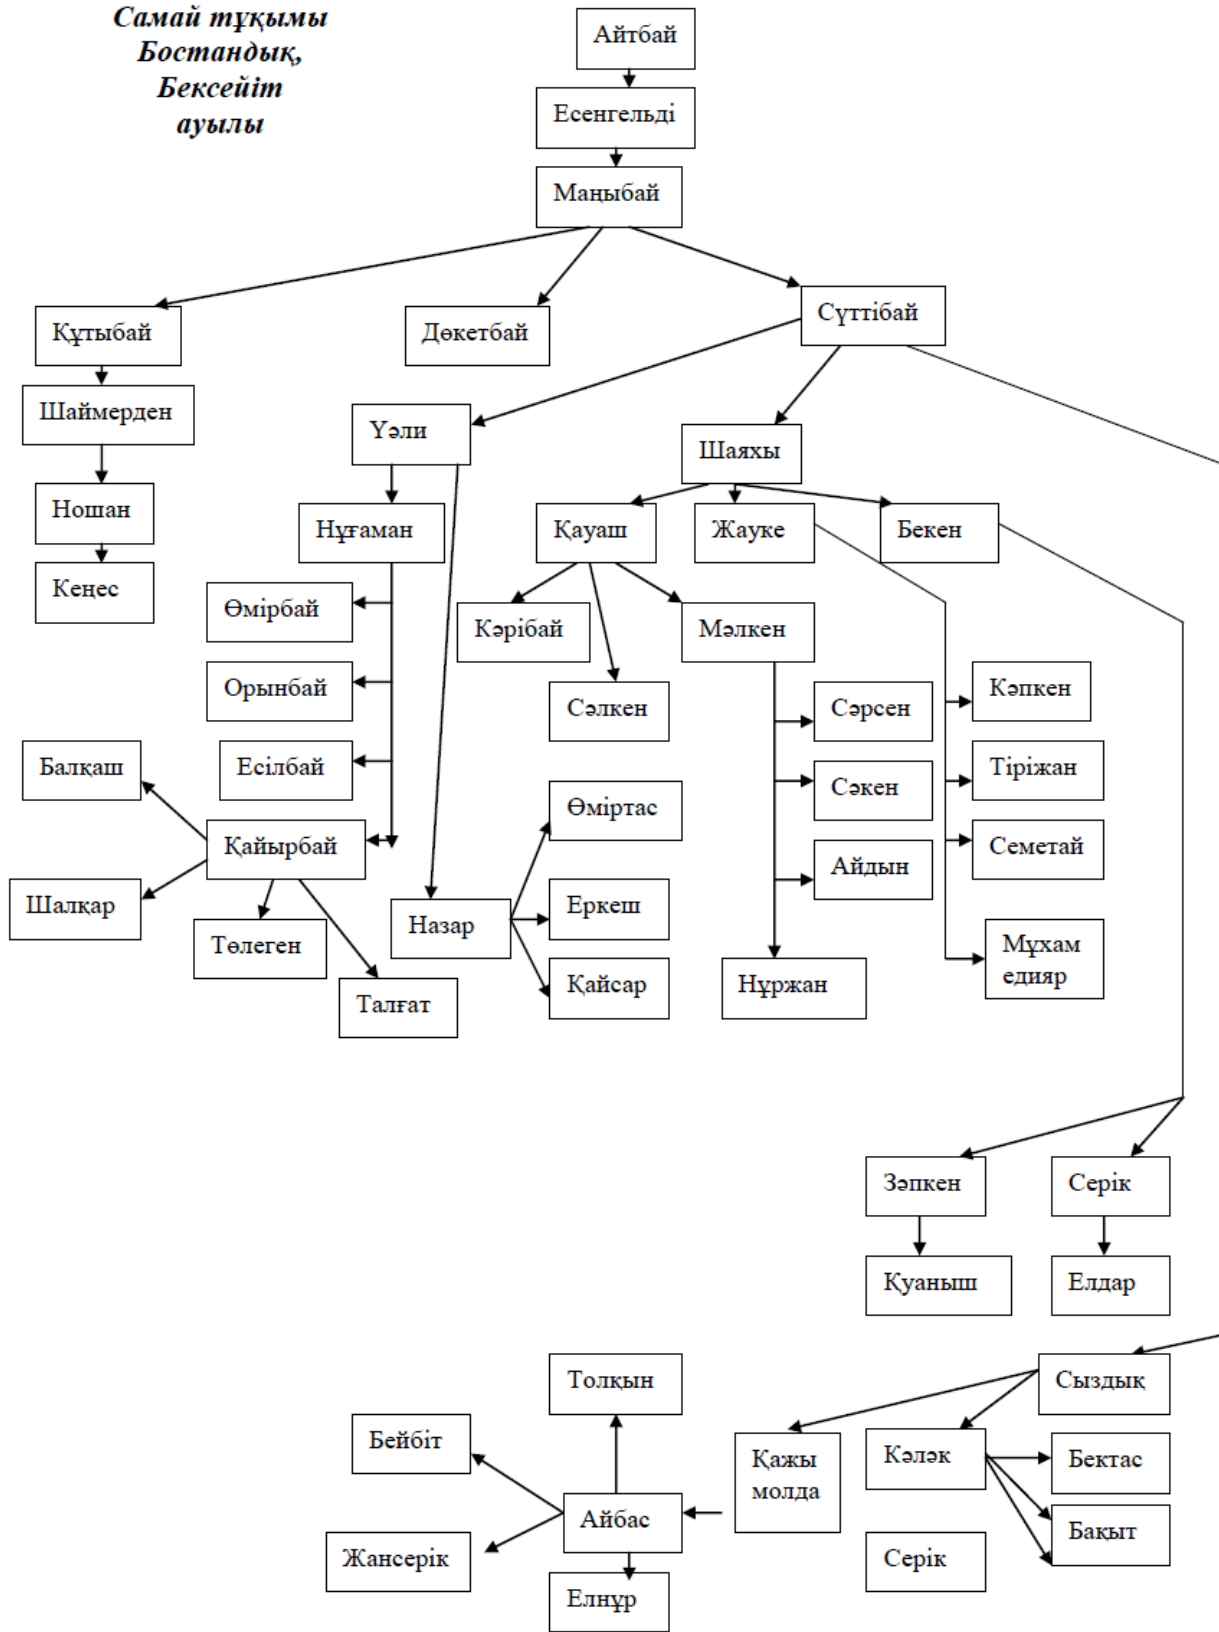 Самай тұқымы
Бостандық,
Бексейіт
ауылы
Айтбай
Есенгельді
Маңыбай
Құтыбай
Дөкетбай
Сүттібай
Шаймерден
Үәли
Шаяхы
Ношан
Нұғаман
Қауаш
Жауке
Бекен
Кеңес
Өмірбай
Кәрібай
Мәлкен
Орынбай
Сәлкен
Сәрсен
Кәпкен
Балқаш
Есілбай
Сәкен
Тіріжан
Өміртас
Қайырбай
Айдын
Семетай
Шалқар
Төлеген
Назар
Еркеш
Қайсар
Талғат
Нұржан
Мұхам
едияр
Зәпкен
Серік
Қуаныш
Елдар
Толқын
Сыздық
Бейбіт
Қажы
молда
Кәләк
Бектас
Айбас
Бақыт
Жансерік
Серік
Елнұр